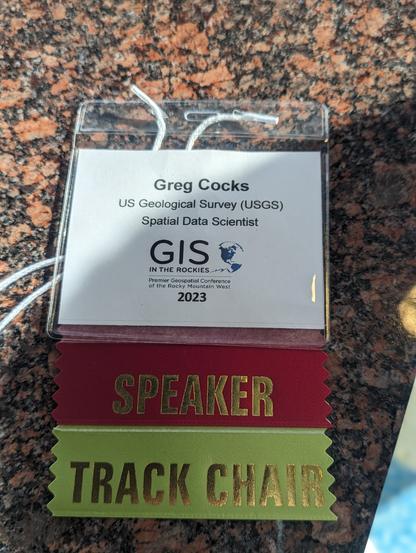 Greg Cocks
US Geological Survey (USGS)
Spatial Data Scientist
GIS
IN THE ROCKIES
Premier Geospatial Conference
of the Rocky Mountain West
2023
SPEAKER
TRACK CHAIR